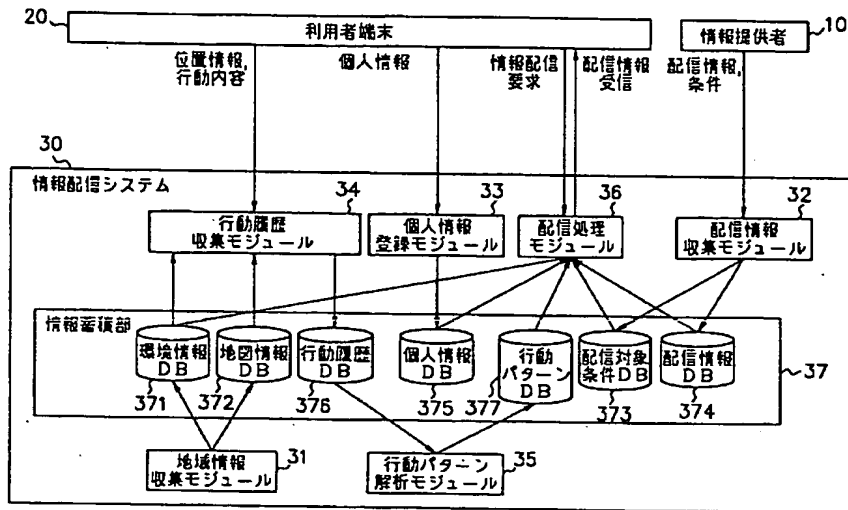 20
利用者端末
情報提供者
10
位置情報,
行動内容
個人情報
情報配信
要求
配信情報
受信
配信情報,
条件
30
情報配信システム
34
行動履歴
収集モジュール
33
個人情報
登録モジュール
36
配信処理
モジュール
32
配信情報
収集モジュール
情報蓄積部
環境情報
DB
371
地図情報
DB
372
行動履歴
DB
376
個人情報
DB
375
行動
パターン
DB
377
配信対象
条件DB
373
配信情報
DB
374
37
地域情報
収集モジュール
31
行動パターン
解析モジュール
35